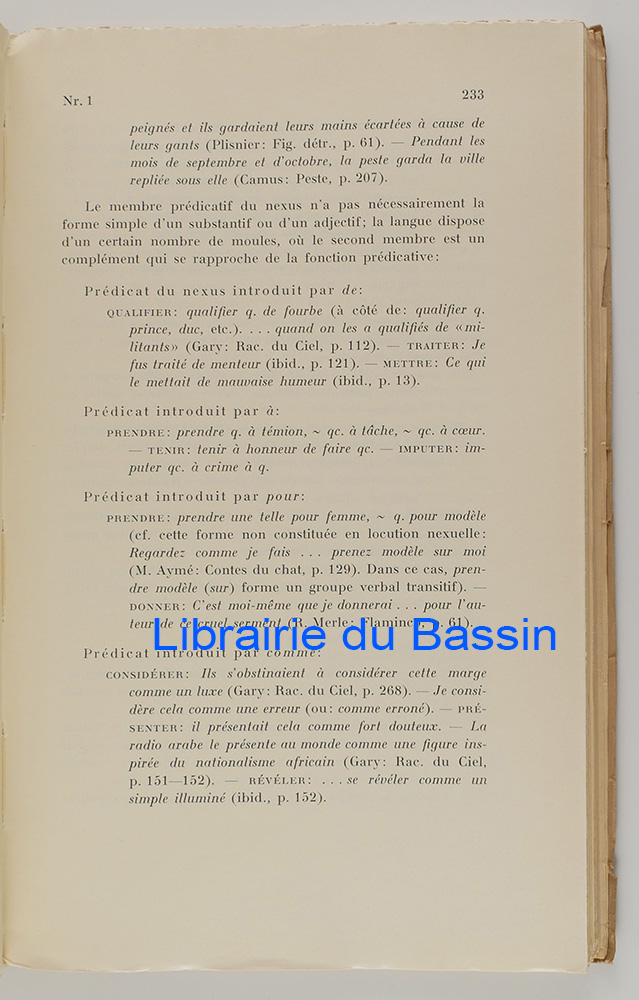 Nr. 1 233
peignés et ils gardaient leurs mains écartées à cause de
leurs gants (Plisnier: Fig. détr., p. 61). — Pendant les
mois de septembre et d'octobre, la peste garda la ville
repliée sous elle (Camus: Peste, p. 207).
Le membre prédicatif du nexus n'a pas nécessairement la
forme simple d'un substantif ou d'un adjectif; la langue dispose
d'un certain nombre de moules, où le second membre est un
complément qui se rapproche de la fonction prédicative:
Prédicat du nexus introduit par de:
QUALIFIER: qualifier q. de fourbe (à côté de: qualifier q.
prince, duc, etc.). . . . quand on les a qualifiés de «mi-
litants» (Gary: Rac. du Ciel, p. 112). — TRAITER: Je
fus traité de menteur (ibid., p. 121). — METTRE: Ce qui
le mettait de mauvaise humeur (ibid., p. 13).
Prédicat introduit par à:
PRENDRE: prendre q. à témion, ~ qc. à tâche, ~ qc. à cœur.
— TENIR: tenir à honneur de faire qc. — IMPUTER: im-
puter qc. à crime à q.
Prédicat introduit par pour:
PRENDRE: prendre une telle pour femme, ~ q. pour modèle
(cf. cette forme non constituée en locution nexuelle:
Regardez comme je fais . . . prenez modèle sur moi
(M. Aymé: Contes du chat, p. 129). Dans ce cas, pren-
dre modèle (sur) forme un groupe verbal transitif). —
DONNER: C'est moi-même que je donnerai . . . pour l'au-
teur de ce cruel serment (R. Merle: Flaminco, p. 61).
Librairie du Bassin
Prédicat introduit par comme:
CONSIDÉRER: Ils s'obstinaient à considérer cette marge
comme un luxe (Gary: Rac. du Ciel, p. 268). — Je consi-
dère cela comme une erreur (ou: comme erroné). — PRÉ-
SENTER: il présentait cela comme fort douteux. — La
radio arabe le présente au monde comme une figure ins-
pirée du nationalisme africain (Gary: Rac. du Ciel,
p. 151—152). — RÉVÉLER: . . . se révéler comme un
simple illuminé (ibid., p. 152).